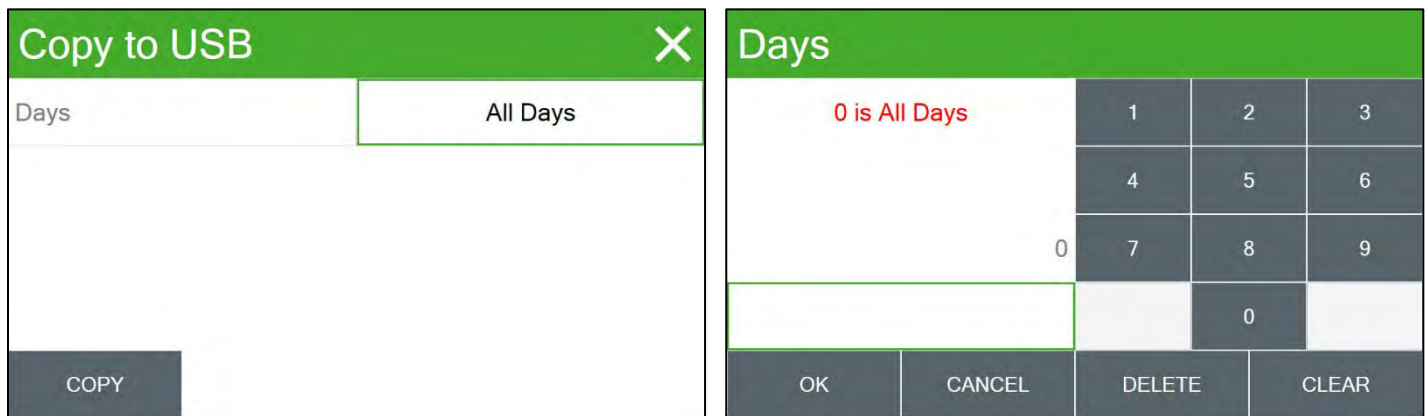 Copy to USB
Days
All Days
COPY
Days
0 is All Days
1 2 3
4 5 6
0
7 8 9
0
OK CANCEL DELETE CLEAR